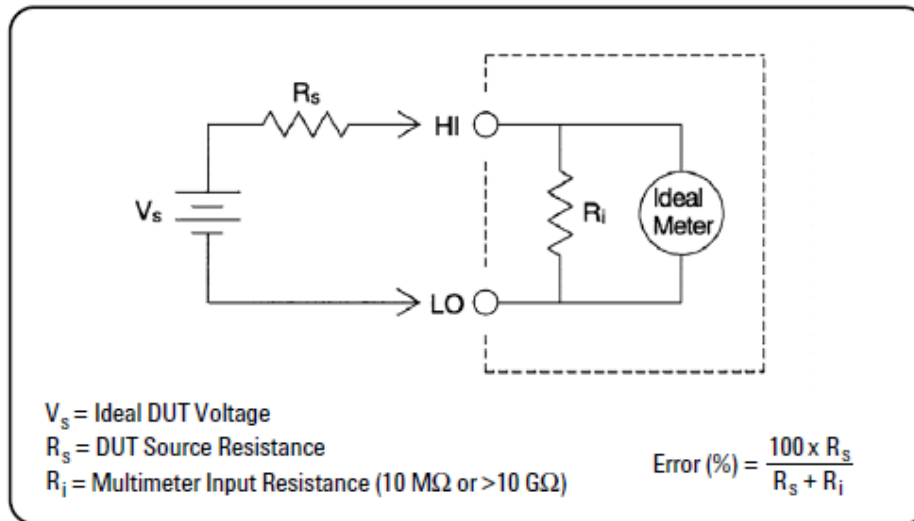 Rs
HI
Vs
Ri
Ideal
Meter
LO
Vs = Ideal DUT Voltage
Rs = DUT Source Resistance
Ri = Multimeter Input Resistance (10 MΩ or >10 GΩ)
Error (%) = 100 x Rs
Rs + Ri